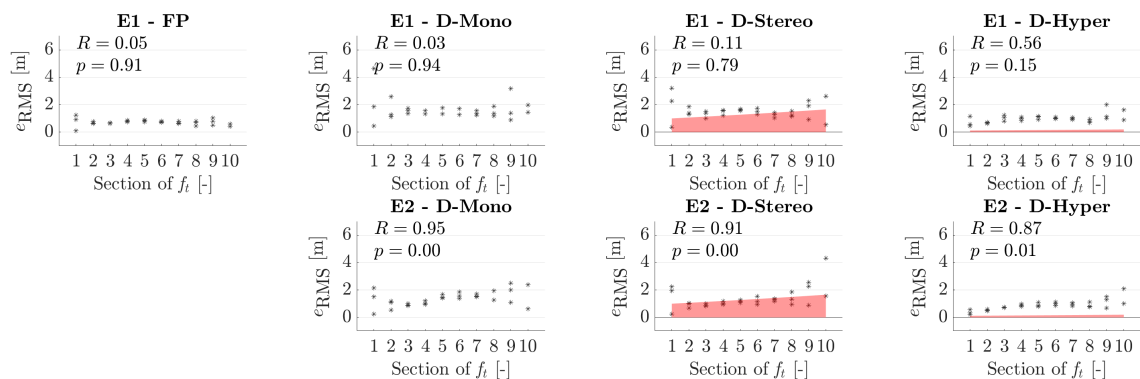 E1 - FP
R = 0.05
p = 0.91
e_RMS [m]
6
4
2
0
1 2 3 4 5 6 7 8 9 10
Section of f_t [-]
E1 - D-Mono
R = 0.03
p = 0.94
e_RMS [m]
6
4
2
0
1 2 3 4 5 6 7 8 9 10
Section of f_t [-]
E1 - D-Stereo
R = 0.11
p = 0.79
e_RMS [m]
6
4
2
0
1 2 3 4 5 6 7 8 9 10
Section of f_t [-]
E1 - D-Hyper
R = 0.56
p = 0.15
e_RMS [m]
6
4
2
0
1 2 3 4 5 6 7 8 9 10
Section of f_t [-]
E2 - D-Mono
R = 0.95
p = 0.00
e_RMS [m]
6
4
2
0
1 2 3 4 5 6 7 8 9 10
Section of f_t [-]
E2 - D-Stereo
R = 0.91
p = 0.00
e_RMS [m]
6
4
2
0
1 2 3 4 5 6 7 8 9 10
Section of f_t [-]
E2 - D-Hyper
R = 0.87
p = 0.01
e_RMS [m]
6
4
2
0
1 2 3 4 5 6 7 8 9 10
Section of f_t [-]